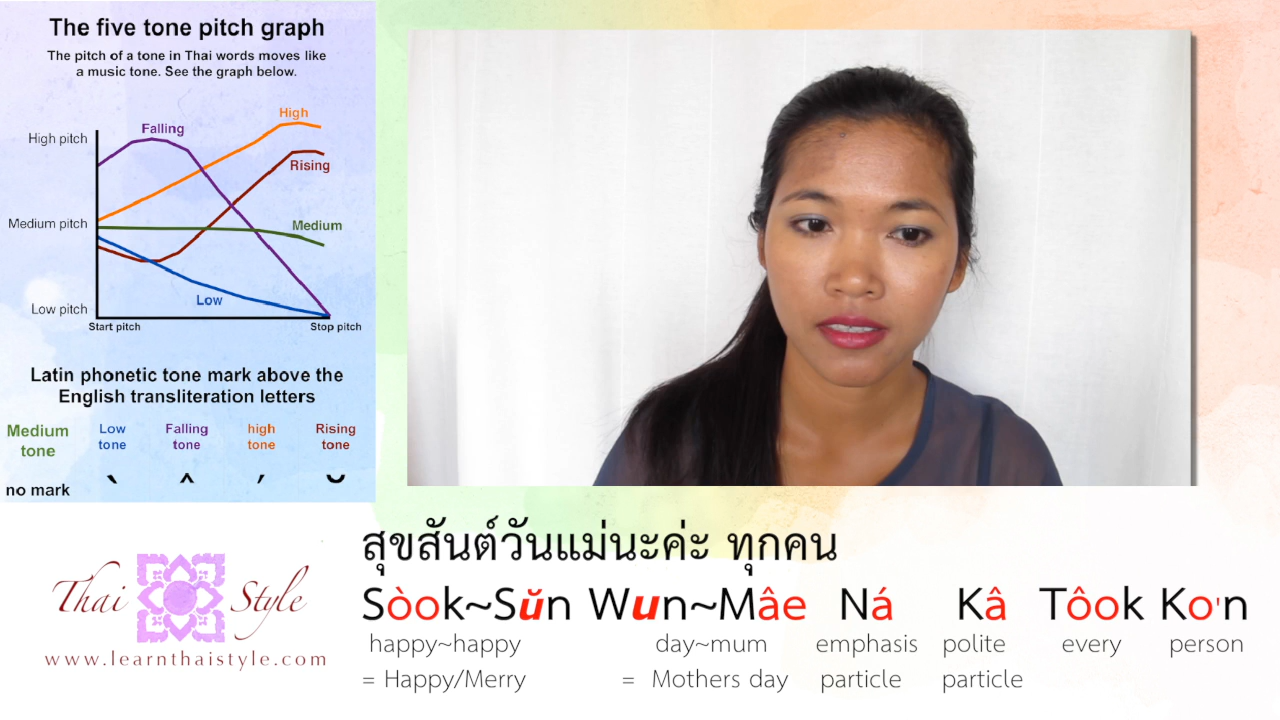 The five tone pitch graph
The pitch of a tone in Thai words moves like
a music tone. See the graph below.
High
Falling
High pitch
Rising
Medium pitch
Medium
Low
Low pitch
Start pitch
Stop pitch
Latin phonetic tone mark above the
English transliteration letters
Medium tone
Low tone
Falling tone
high tone
Rising tone
no mark ˋ ˆ ˊ ˘
Thai Style
www.learnthaistyle.com
สุขสันต์วันแม่นะค่ะ ทุกคน
Sòok~Sŭn Wun~Mâe Ná Kâ Tôok Ko'n
happy~happy day~mum emphasis polite every person
= Happy/Merry = Mothers day particle particle